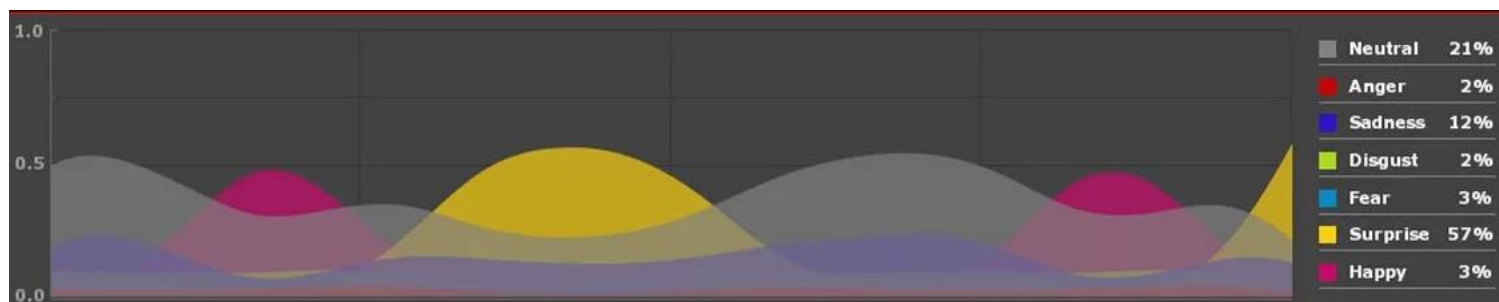 1.0
0.5
0.0
Neutral 21%
Anger 2%
Sadness 12%
Disgust 2%
Fear 3%
Surprise 57%
Happy 3%